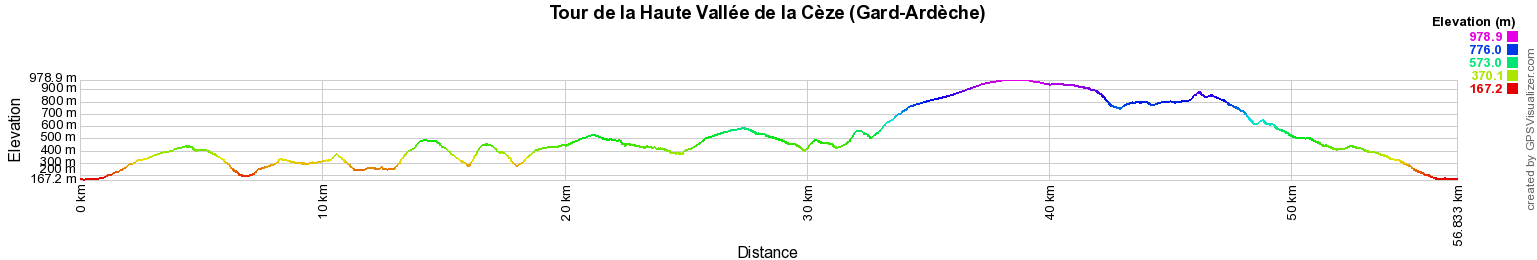 Tour de la Haute Vallée de la Cèze (Gard-Ardèche)
Elevation (m)
978.9
776.0
573.0
370.1
167.2
978.9 m
900 m
800 m
700 m
600 m
500 m
400 m
300 m
200 m
167.2 m
Elevation
0 km
10 km
20 km
30 km
40 km
50 km
56.833 km
Distance
created by GPSVisualizer.com